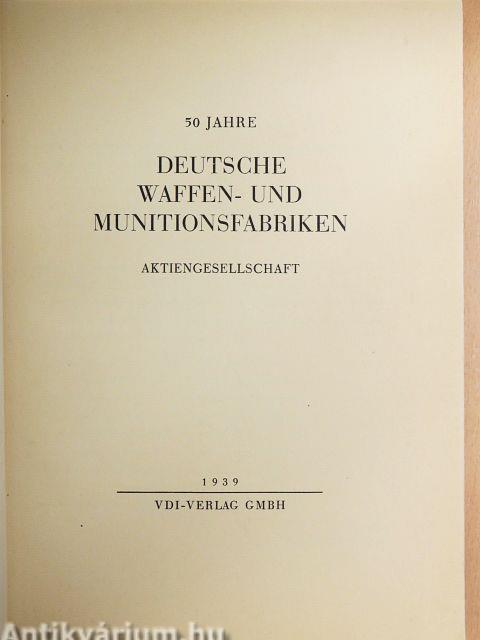 50 JAHRE
DEUTSCHE
WAFFEN- UND
MUNITIONSFABRIKEN
AKTIENGESELLSCHAFT
1939
VDI-VERLAG GMBH
Antikvárium.hu